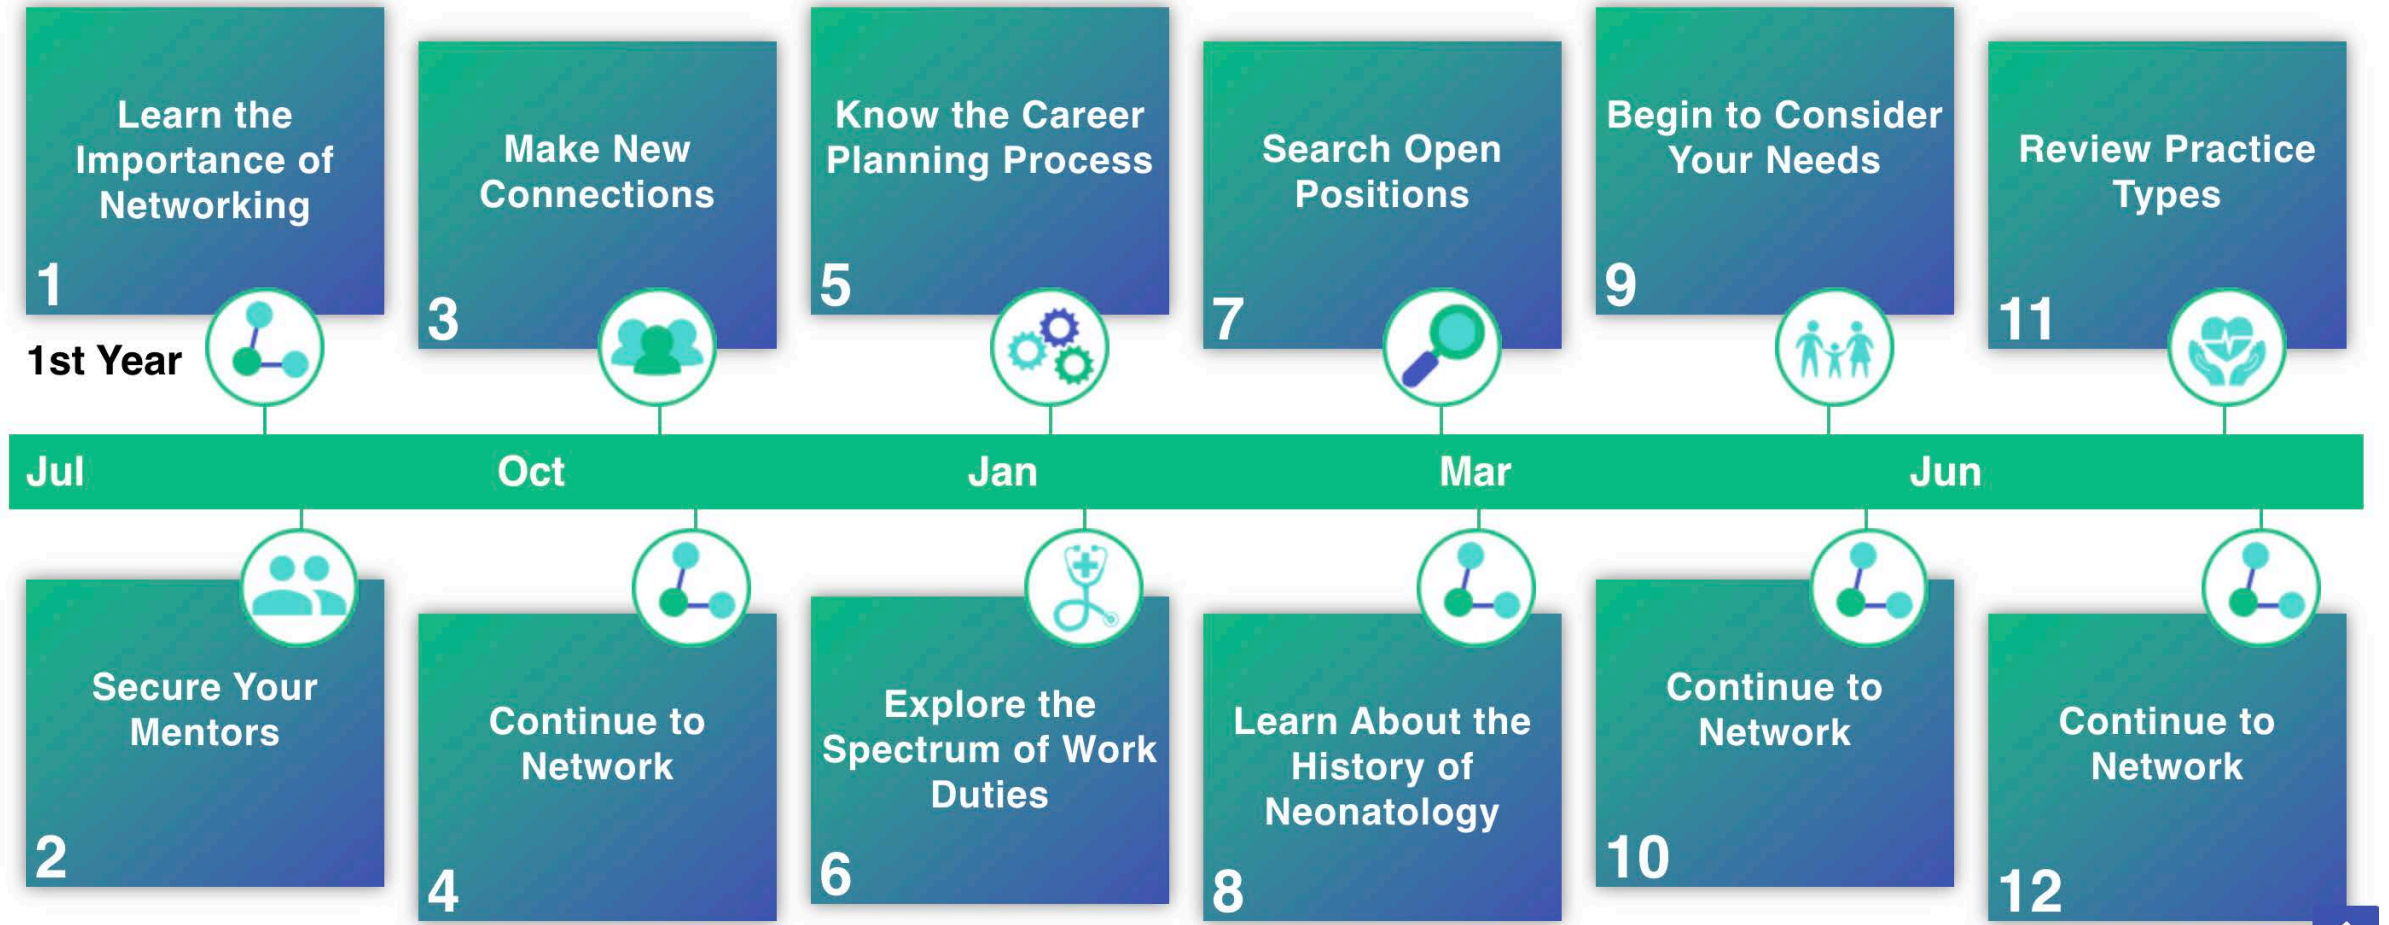 Learn the
Importance of
Networking
1
1st Year
Make New
Connections
3
Know the Career
Planning Process
5
Search Open
Positions
7
Begin to Consider
Your Needs
9
Review Practice
Types
11
Jul
Oct
Jan
Mar
Jun
Secure Your
Mentors
2
Continue to
Network
4
Explore the
Spectrum of Work
Duties
6
Learn About the
History of
Neonatology
8
Continue to
Network
10
Continue to
Network
12